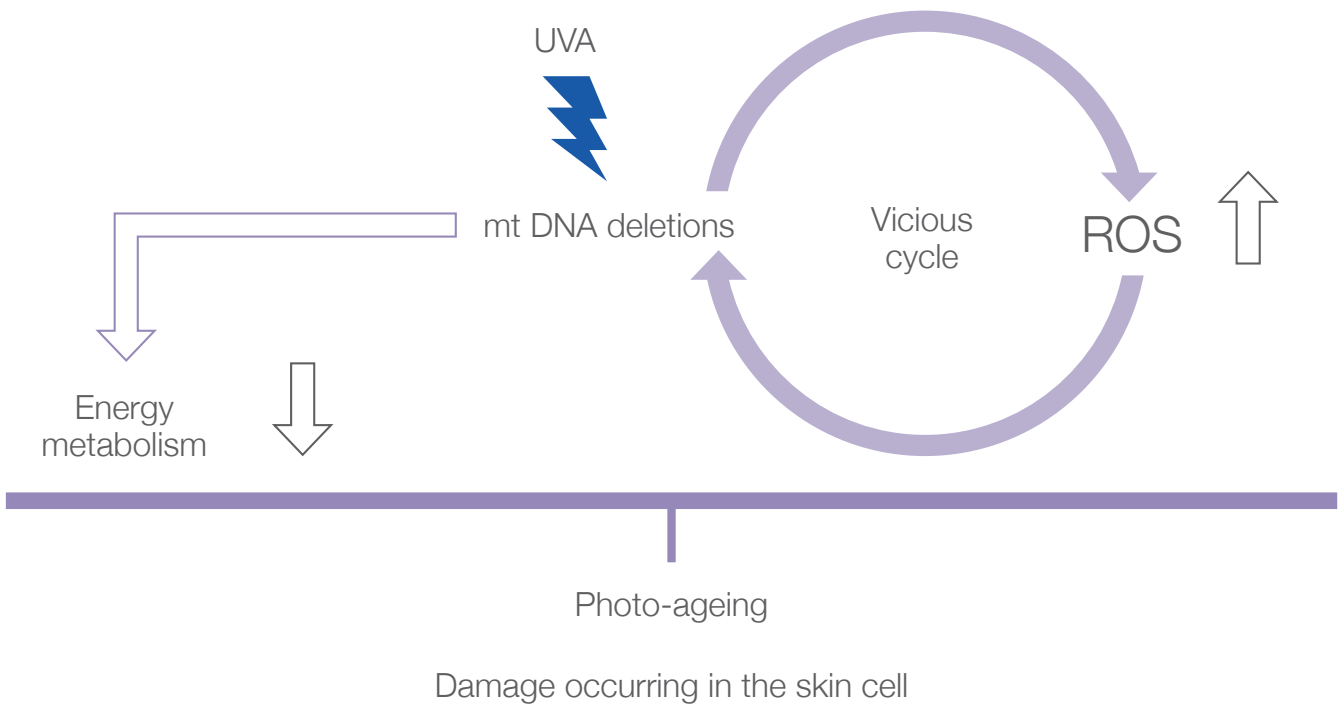 UVA
mt DNA deletions
Vicious
cycle
ROS
Energy
metabolism
Photo-ageing
Damage occurring in the skin cell